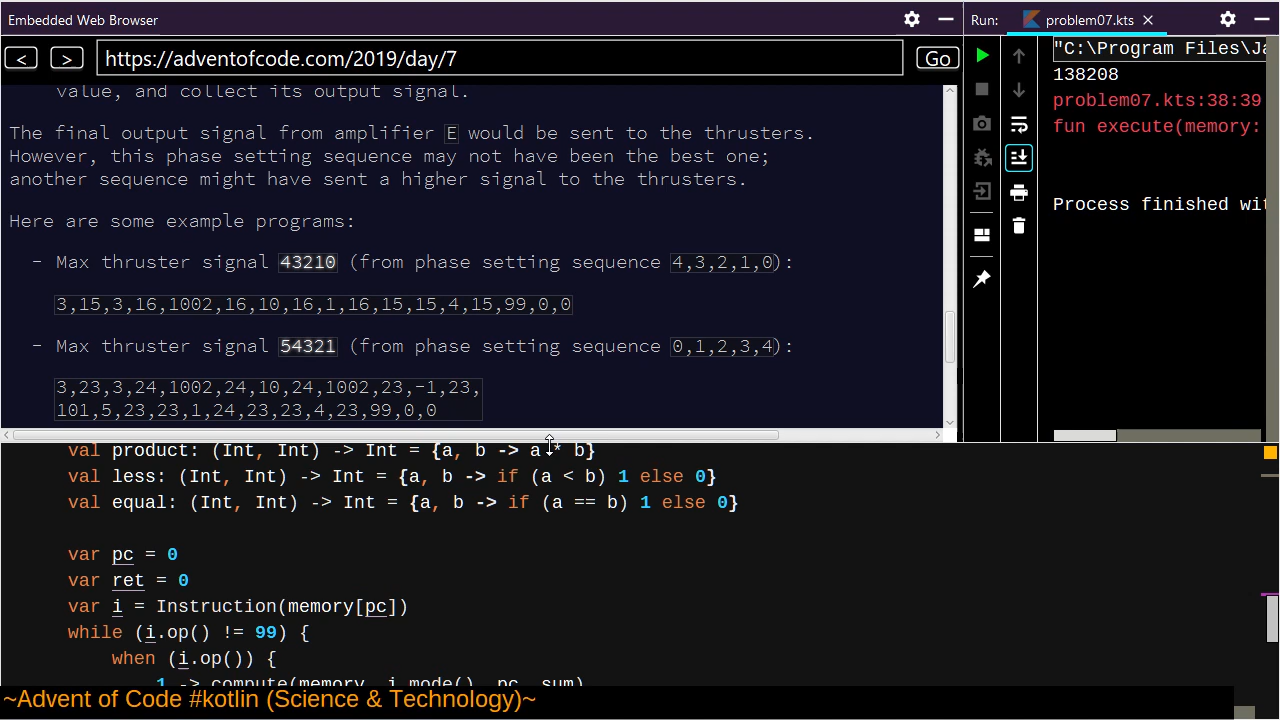 Embedded Web Browser
Run: problem07.kts
< > https://adventofcode.com/2019/day/7 Go
value, and collect its output signal.
The final output signal from amplifier E would be sent to the thrusters.
However, this phase setting sequence may not have been the best one;
another sequence might have sent a higher signal to the thrusters.
Here are some example programs:
- Max thruster signal 43210 (from phase setting sequence 4,3,2,1,0):
3,15,3,16,1002,16,10,16,1,16,15,15,4,15,99,0,0
- Max thruster signal 54321 (from phase setting sequence 0,1,2,3,4):
3,23,3,24,1002,24,10,24,1002,23,-1,23,
101,5,23,23,1,24,23,23,4,23,99,0,0
"C:\Program Files\Ja
138208
problem07.kts:38:39
fun execute(memory:
Process finished wit
val product: (Int, Int) -> Int = {a, b -> a * b}
val less: (Int, Int) -> Int = {a, b -> if (a < b) 1 else 0}
val equal: (Int, Int) -> Int = {a, b -> if (a == b) 1 else 0}
var pc = 0
var ret = 0
var i = Instruction(memory[pc])
while (i.op() != 99) {
when (i.op()) {
1 -> compute(memory, i.mode(), pc, sum)
~Advent of Code #kotlin (Science & Technology)~